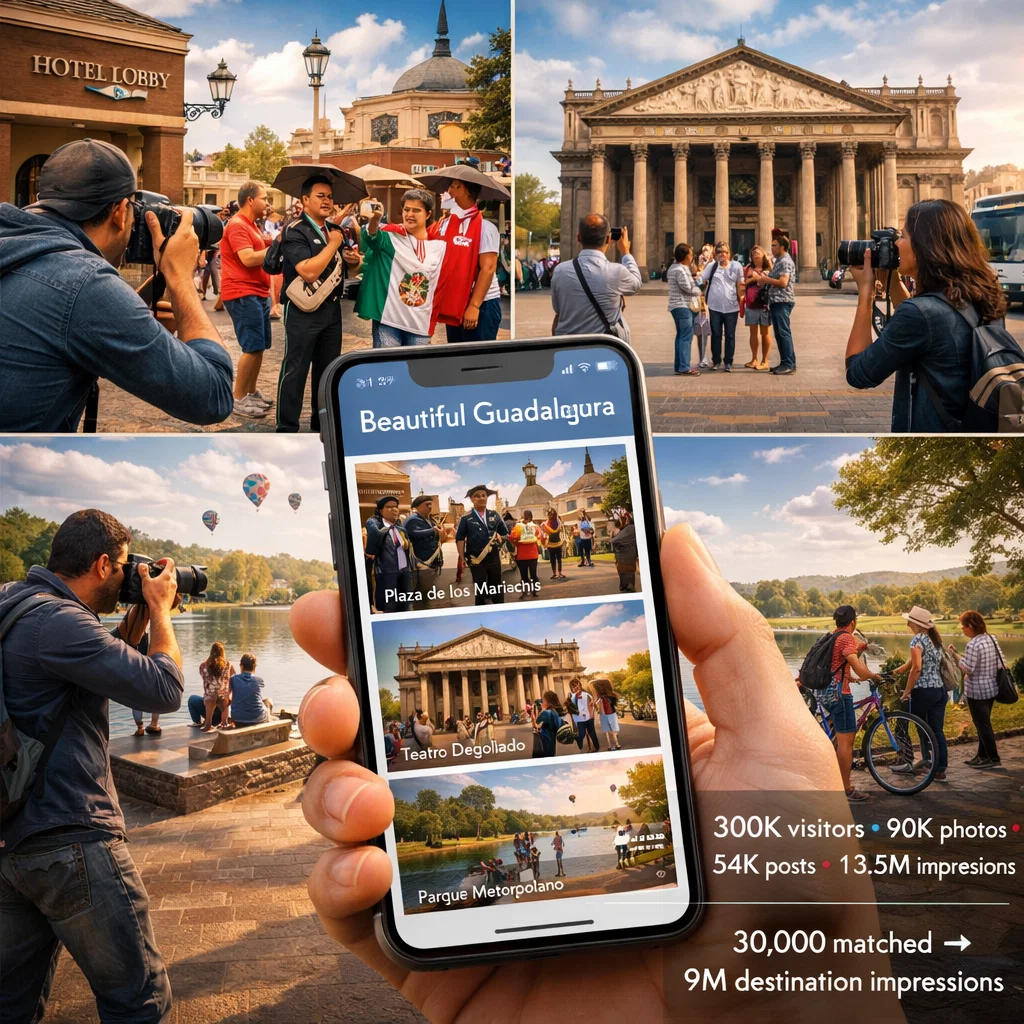 HOTEL LOBBY
Beautiful Guadalgura
Plaza de los Mariachis
Teatro Degollado
Parque Metorpolano
300K visitors • 90K photos •
54K posts • 13.5M impresions
30,000 matched →
9M destination impressions